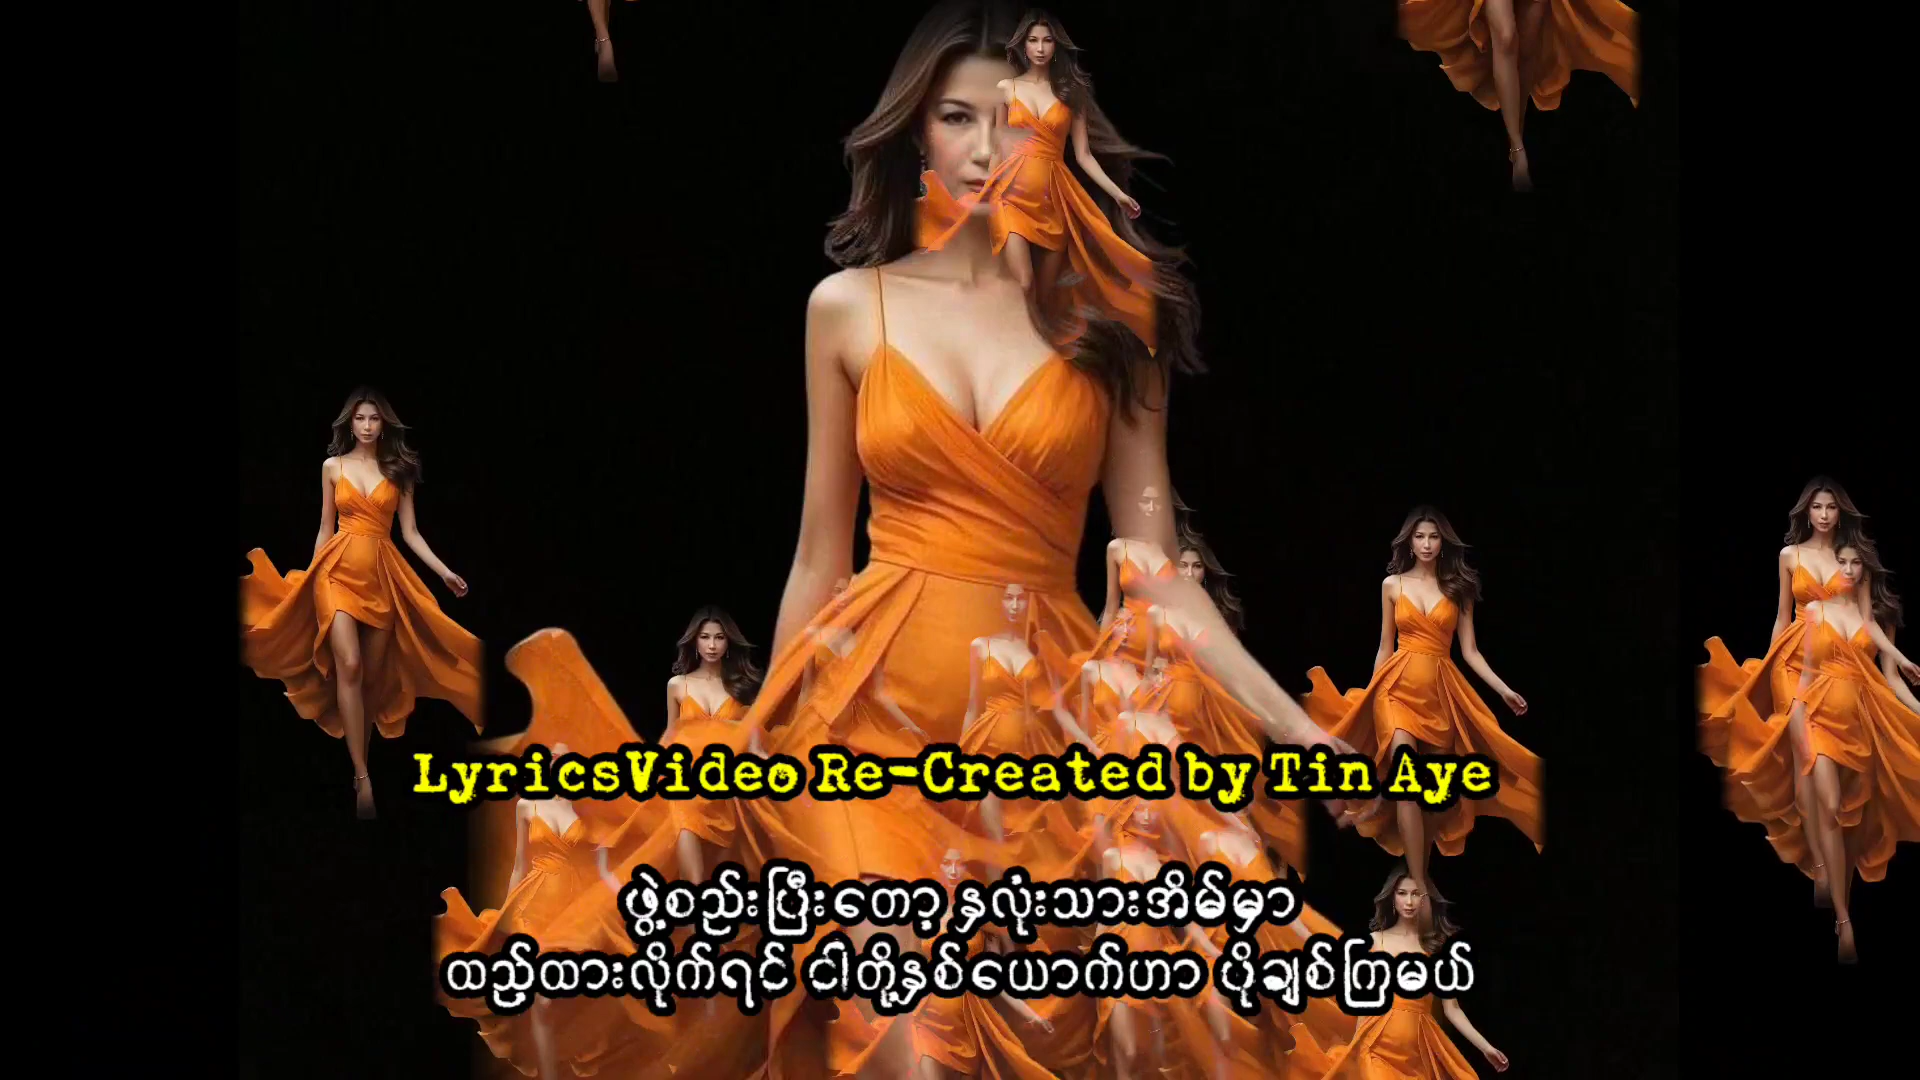 LyricsVideo Re-Created by Tin Aye
ဖွဲ့စည်းပြီးတော့ နှလုံးသားအိမ်မှာ
ထည့်ထားလိုက်ရင် ငါတို့နှစ်ယောက်ဟာ ပိုချစ်ကြမယ်